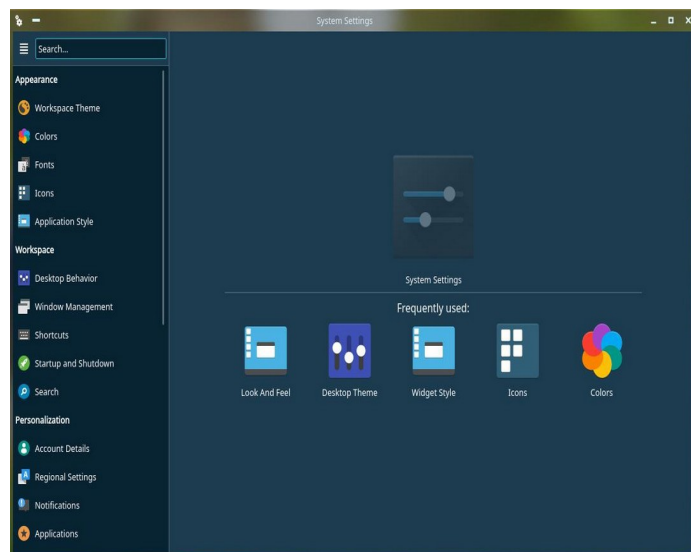 System Settings
Search...
Appearance
Workspace Theme
Colors
Fonts
Icons
Application Style
Workspace
Desktop Behavior
Window Management
Shortcuts
Startup and Shutdown
Search
Personalization
Account Details
Regional Settings
Notifications
Applications
System Settings
Frequently used:
Look And Feel
Desktop Theme
Widget Style
Icons
Colors